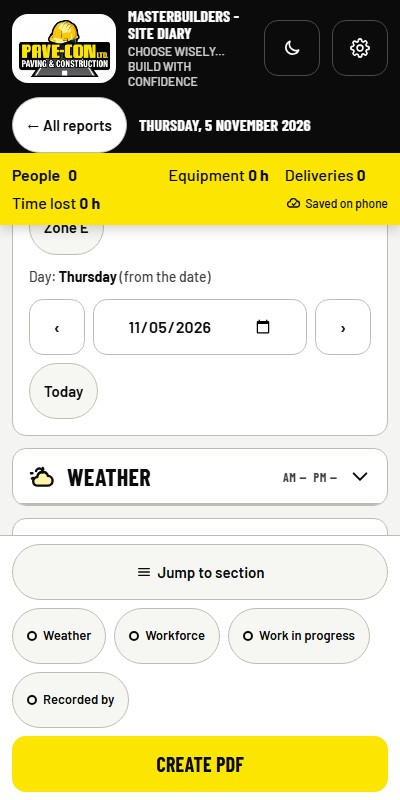 PAVE-CON LTD.
PAVING & CONSTRUCTION
MASTERBUILDERS -
SITE DIARY
CHOOSE WISELY...
BUILD WITH
CONFIDENCE
← All reports
THURSDAY, 5 NOVEMBER 2026
People 0
Equipment 0 h
Deliveries 0
Time lost 0 h
Saved on phone
Zone E
Day: Thursday (from the date)
‹
11/05/2026
›
Today
WEATHER
AM – PM –
Jump to section
Weather
Workforce
Work in progress
Recorded by
CREATE PDF